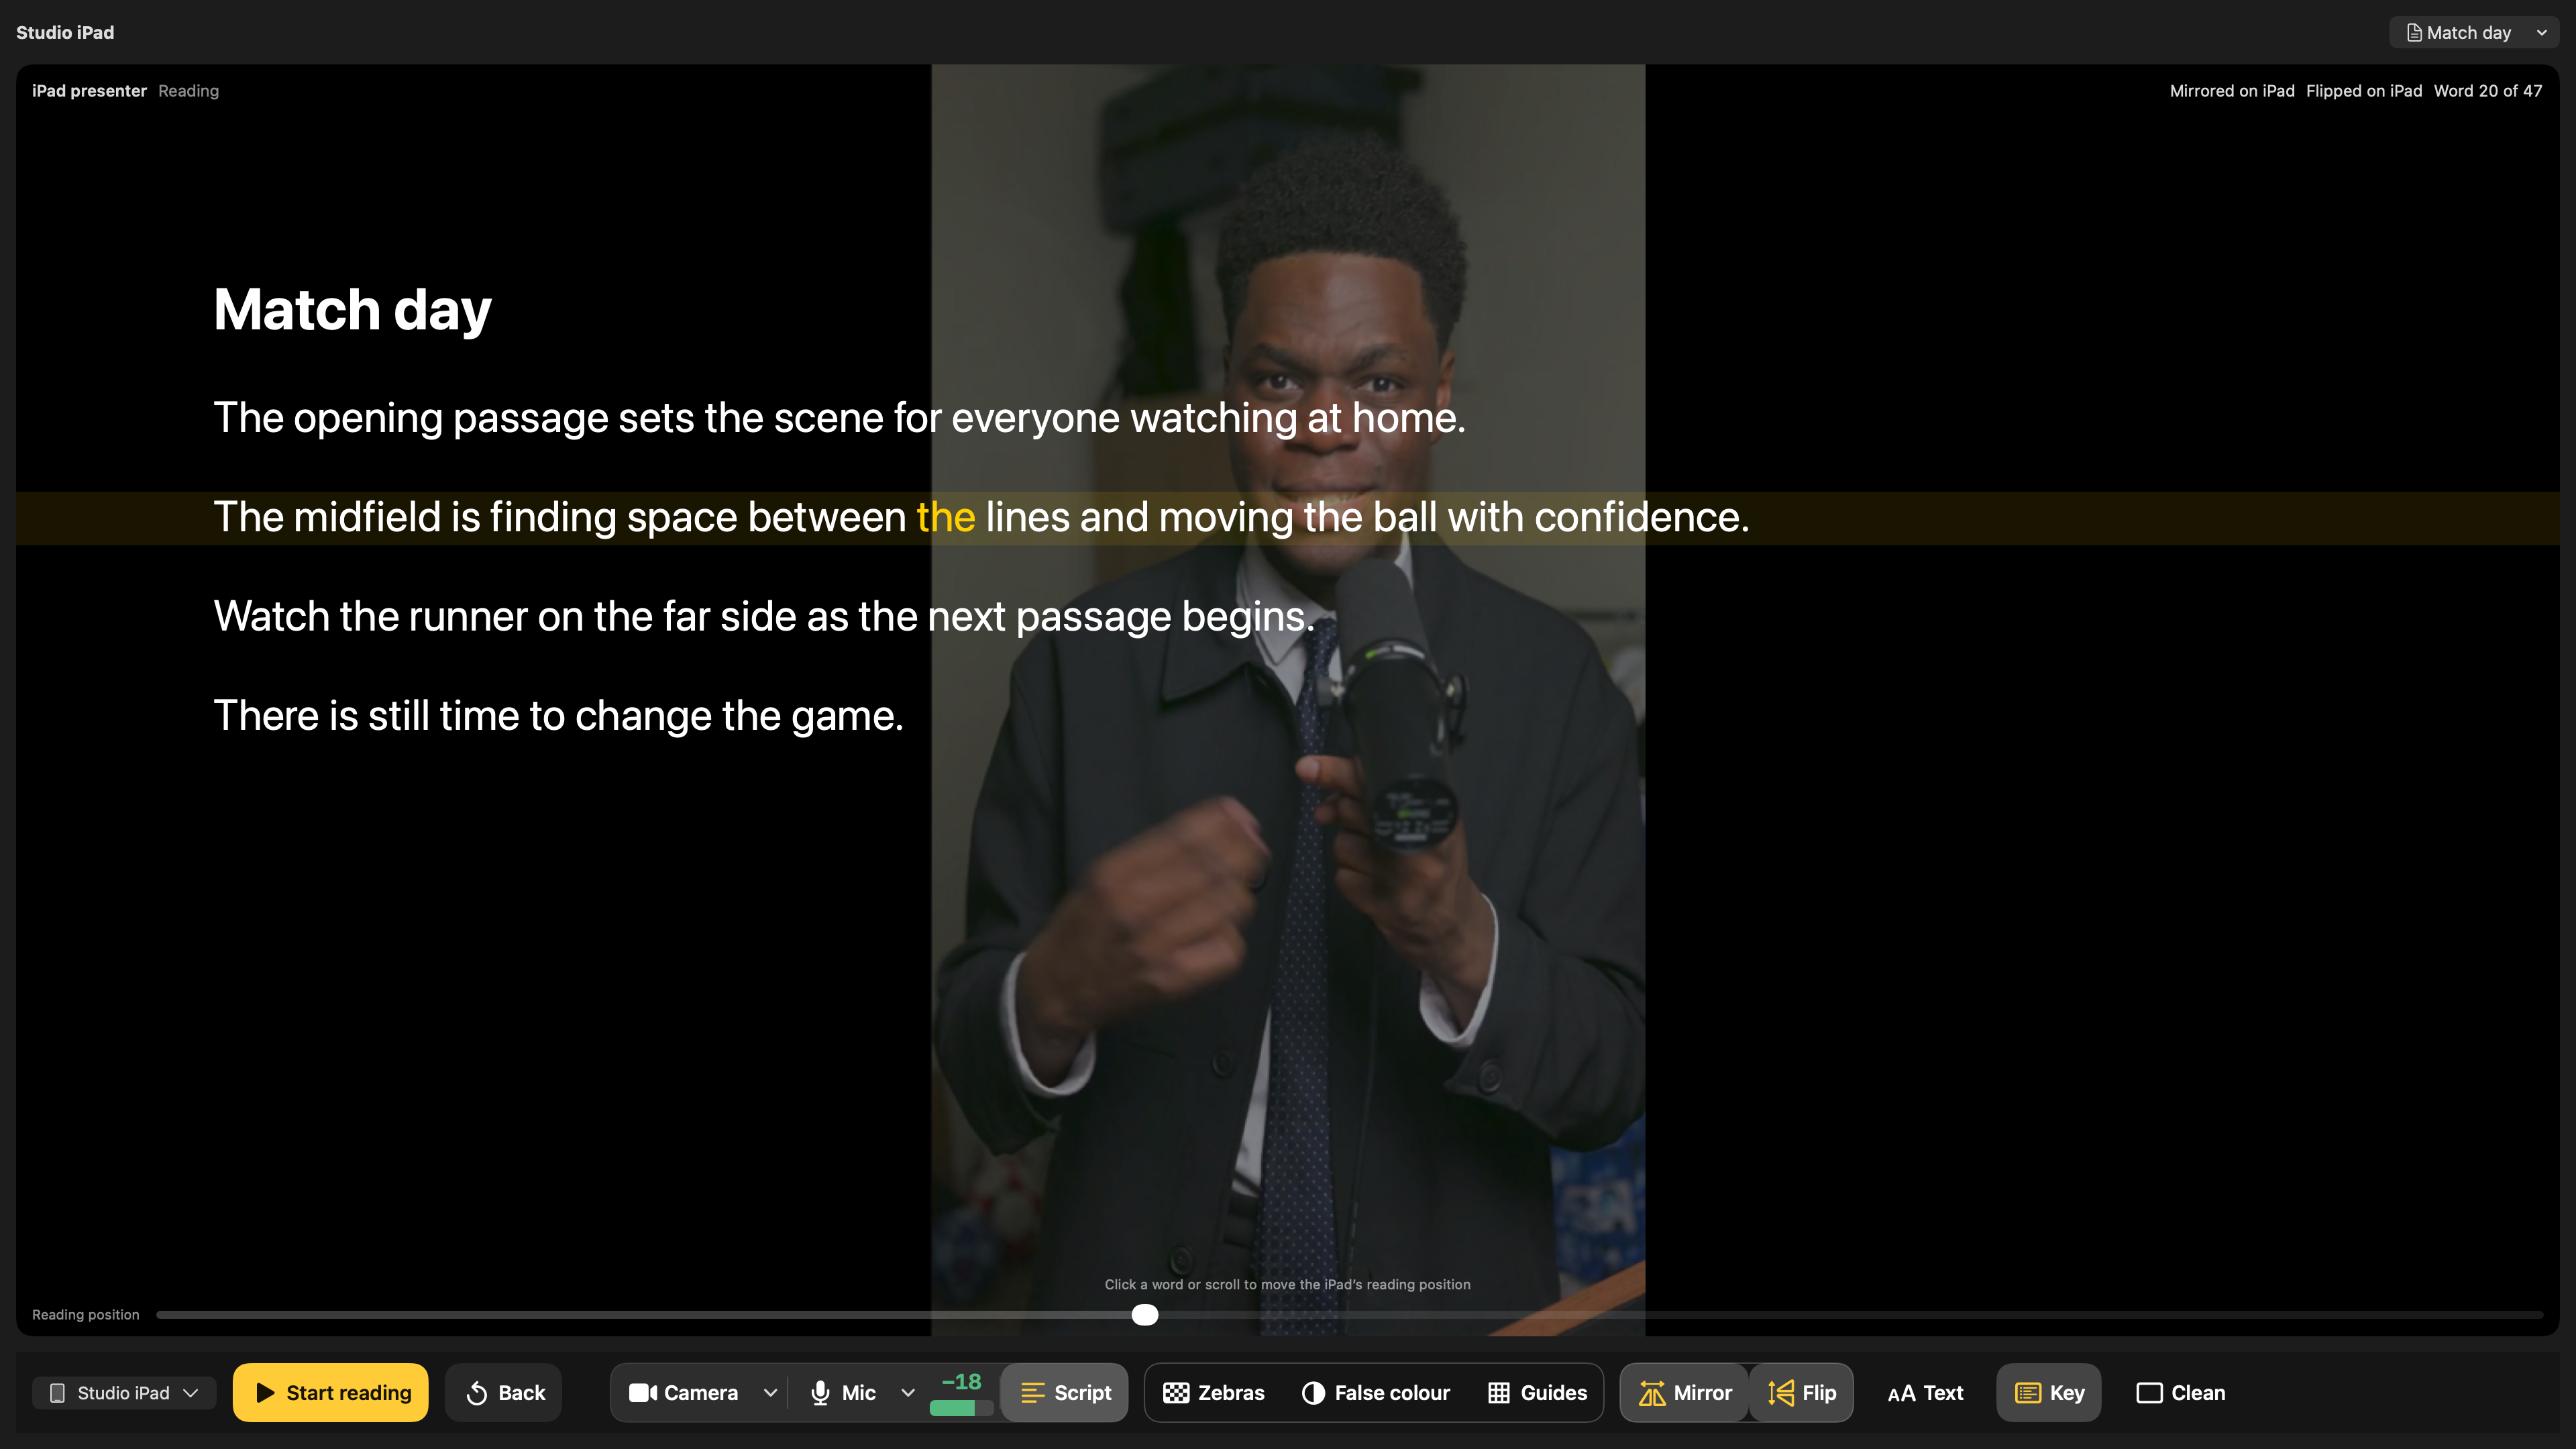 Studio iPad
Match day
iPad presenter Reading
Mirrored on iPad Flipped on iPad Word 20 of 47
Match day
The opening passage sets the scene for everyone watching at home.
The midfield is finding space between the lines and moving the ball with confidence.
Watch the runner on the far side as the next passage begins.
There is still time to change the game.
Click a word or scroll to move the iPad’s reading position
Reading position
Studio iPad Start reading Back Camera Mic −18 Script Zebras False colour Guides Mirror Flip AA Text Key Clean